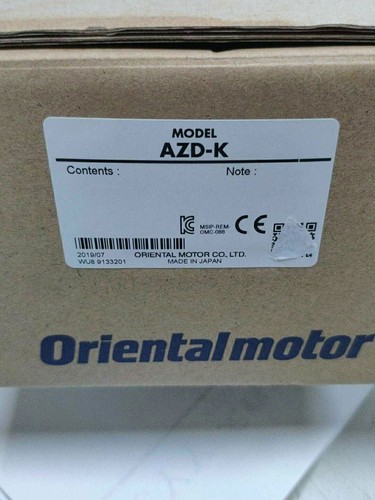 MODEL
AZD-K
Contents : Note :
MSIP-REM-
OMC-088
CE
2019/07 ORIENTAL MOTOR CO., LTD.
WU8 9133201 MADE IN JAPAN
Orientalmotor